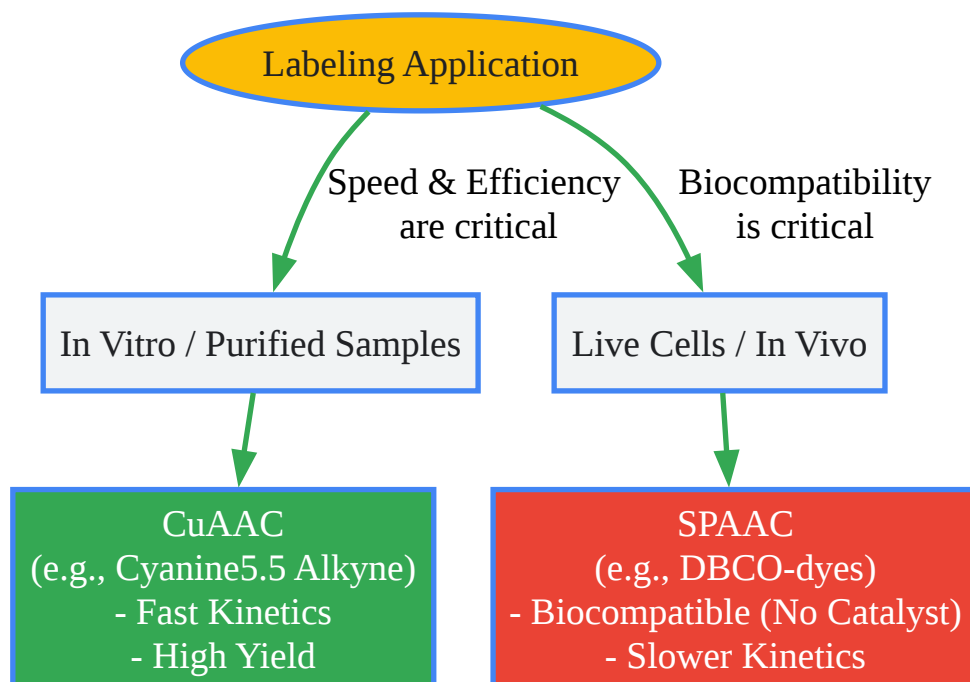 Labeling Application
Speed & Efficiency
are critical
Biocompatibility
is critical
In Vitro / Purified Samples
Live Cells / In Vivo
CuAAC
(e.g., Cyanine5.5 Alkyne)
- Fast Kinetics
- High Yield
SPAAC
(e.g., DBCO-dyes)
- Biocompatible (No Catalyst)
- Slower Kinetics